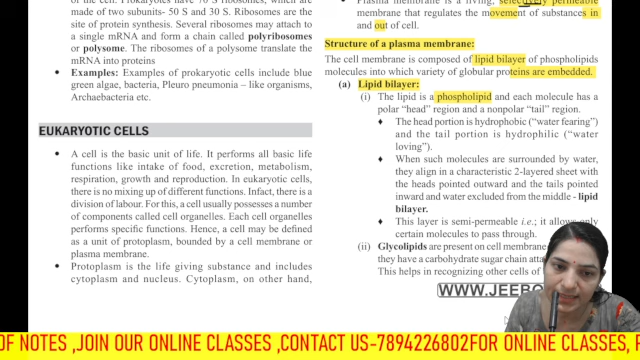 of the cell. Prokaryotes have 70 S ribosomes, which are
made of two subunits- 50 S and 30 S. Ribosomes are the
site of protein synthesis. Several ribosomes may attach to
a single mRNA and form a chain called polyribosomes
or polysome. The ribosomes of a polysome translate the
mRNA into proteins
• Examples: Examples of prokaryotic cells include blue
green algae, bacteria, Pleuro pneumonia – like organisms,
Archaebacteria etc.
EUKARYOTIC CELLS
• A cell is the basic unit of life. It performs all basic life
functions like intake of food, excretion, metabolism,
respiration, growth and reproduction. In eukaryotic cells,
there is no mixing up of different functions. Infact, there is a
division of labour. For this, a cell usually possesses a number
of components called cell organelles. Each cell organelles
performs specific functions. Hence, a cell may be defined
as a unit of protoplasm, bounded by a cell membrane or
plasma membrane.
• Protoplasm is the life giving substance and includes
cytoplasm and nucleus. Cytoplasm, on other hand,
• Plasma membrane is a living, selectively permeable
membrane that regulates the movement of substances in
and out of cell.
Structure of a plasma membrane:
The cell membrane is composed of lipid bilayer of phospholipids
molecules into which variety of globular proteins are embedded.
(a) Lipid bilayer:
(i) The lipid is a phospholipid and each molecule has a
polar "head" region and a nonpolar "tail" region.
♦ The head portion is hydrophobic ("water fearing")
and the tail portion is hydrophilic ("water
loving").
♦ When such molecules are surrounded by water,
they align in a characteristic 2-layered sheet with
the heads pointed outward and the tails pointed
inward and water excluded from the middle - lipid
bilayer.
♦ This layer is semi-permeable i.e; it allows only
certain molecules to pass through.
(ii) Glycolipids are present on cell membrane
they have a carbohydrate sugar chain
This helps in recognizing other cells of
WWW.JEEBO
OF NOTES ,JOIN OUR ONLINE CLASSES ,CONTACT US-7894226802FOR ONLINE CLASSES,